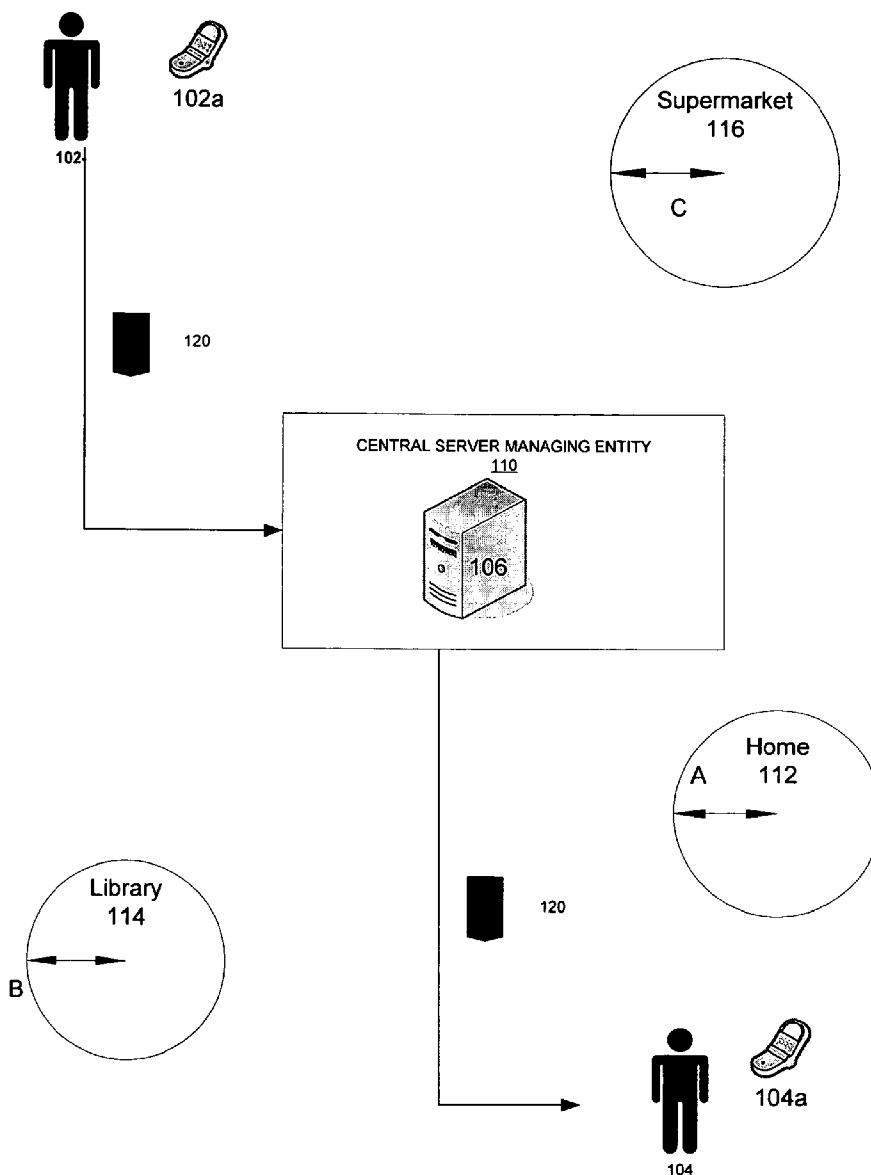 102a
102
Supermarket
116
C
120
CENTRAL SERVER MANAGING ENTITY
110
106
Home
112
A
Library
114
B
120
104a
104